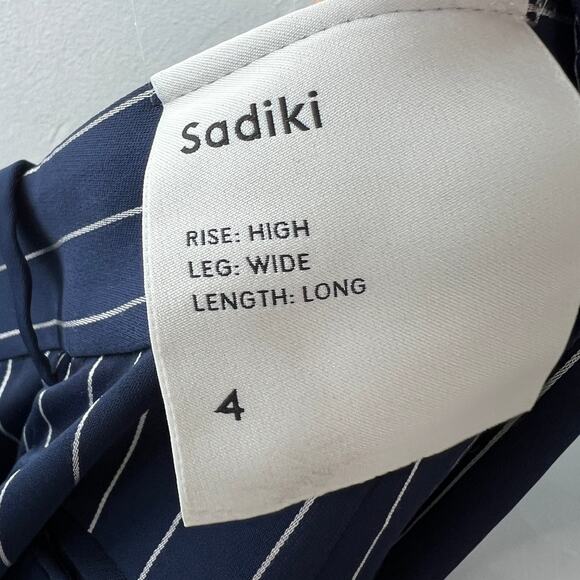 Sadiki
RISE: HIGH
LEG: WIDE
LENGTH: LONG
4